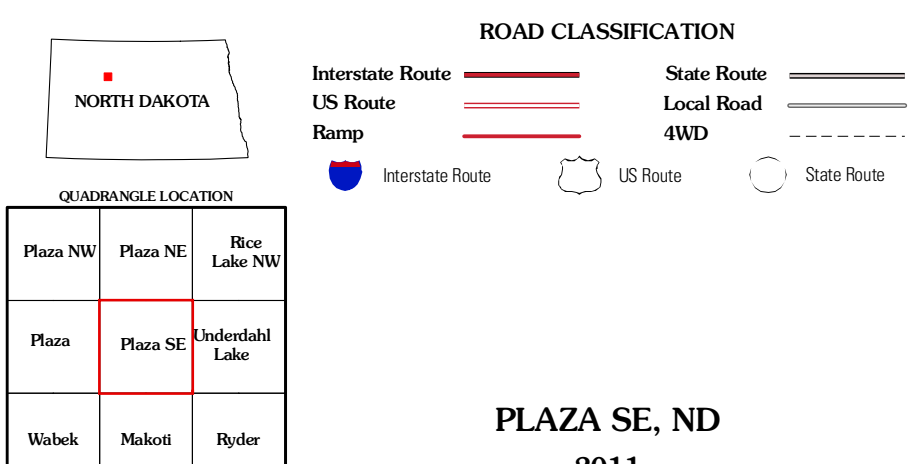 ROAD CLASSIFICATION
Interstate Route
State Route
US Route
Local Road
Ramp
4WD
Interstate Route
US Route
State Route
NORTH DAKOTA
QUADRANGLE LOCATION
Plaza NW
Plaza NE
Rice
Lake NW
Plaza
Plaza SE
Underdahl
Lake
Wabek
Makoti
Ryder
PLAZA SE, ND
2011